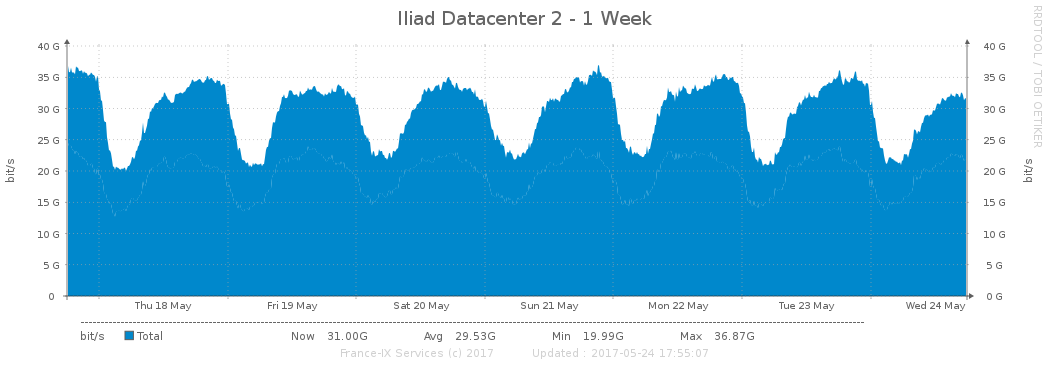 Iliad Datacenter 2 - 1 Week
RRDTOOL / TOBI OETIKER
40 G 40 G
35 G 35 G
30 G 30 G
25 G 25 G
20 G 20 G
15 G 15 G
10 G 10 G
5 G 5 G
0 0 G
bit/s bit/s
Thu 18 May Fri 19 May Sat 20 May Sun 21 May Mon 22 May Tue 23 May Wed 24 May
bit/s Total Now 31.00G Avg 29.53G Min 19.99G Max 36.87G
France-IX Services (c) 2017 Updated : 2017-05-24 17:55:07